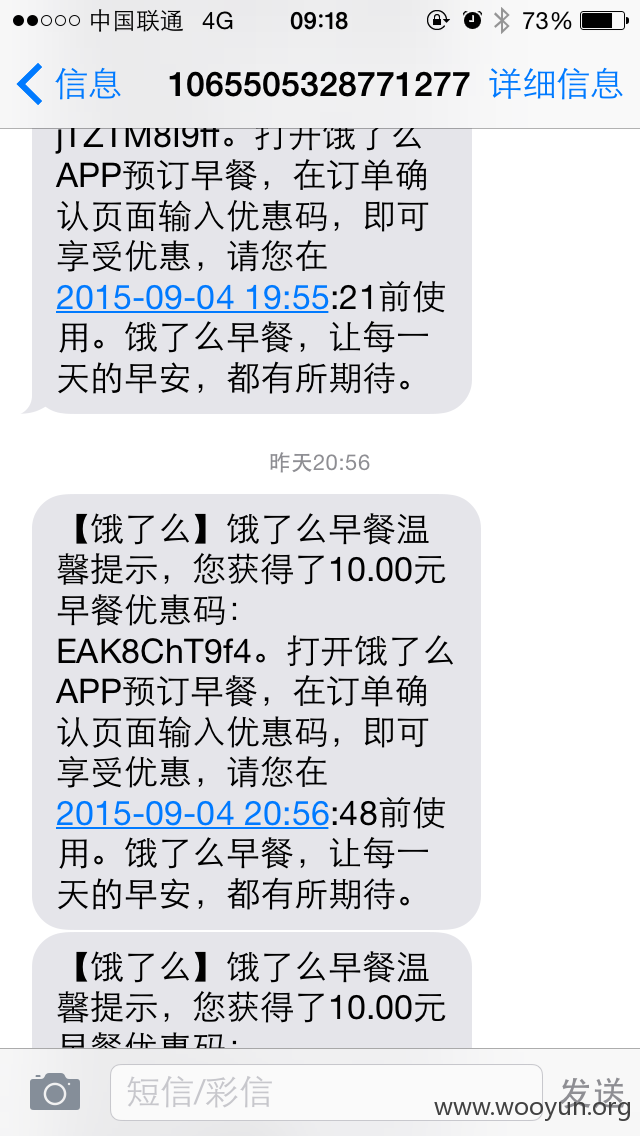 中国联通 4G 09:18 73%
信息 1065505328771277 详细信息
jTZTM8I9ff。打开饿了么
APP预订早餐，在订单确
认页面输入优惠码，即可
享受优惠，请您在
2015-09-04 19:55:21前使
用。饿了么早餐，让每一
天的早安，都有所期待。
昨天20:56
【饿了么】饿了么早餐温
馨提示，您获得了10.00元
早餐优惠码：
EAK8ChT9f4。打开饿了么
APP预订早餐，在订单确
认页面输入优惠码，即可
享受优惠，请您在
2015-09-04 20:56:48前使
用。饿了么早餐，让每一
天的早安，都有所期待。
【饿了么】饿了么早餐温
馨提示，您获得了10.00元
早餐优惠码：
短信/彩信 发送
www.wooyun.org